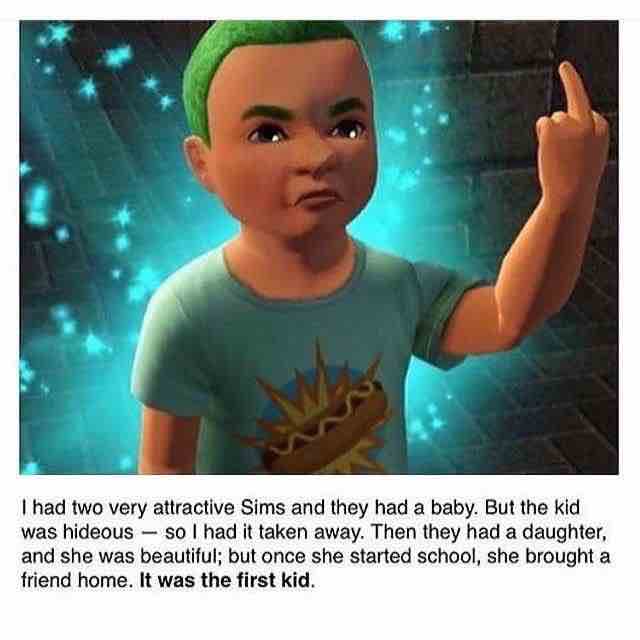 I had two very attractive Sims and they had a baby. But the kid
was hideous — so I had it taken away. Then they had a daughter,
and she was beautiful; but once she started school, she brought a
friend home. It was the first kid.